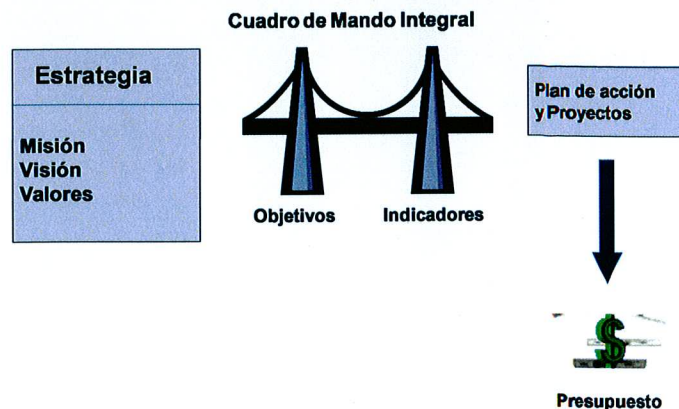 Cuadro de Mando Integral
Estrategia
Misión
Visión
Valores
Objetivos
Indicadores
Plan de acción
y Proyectos
$
Presupuesto